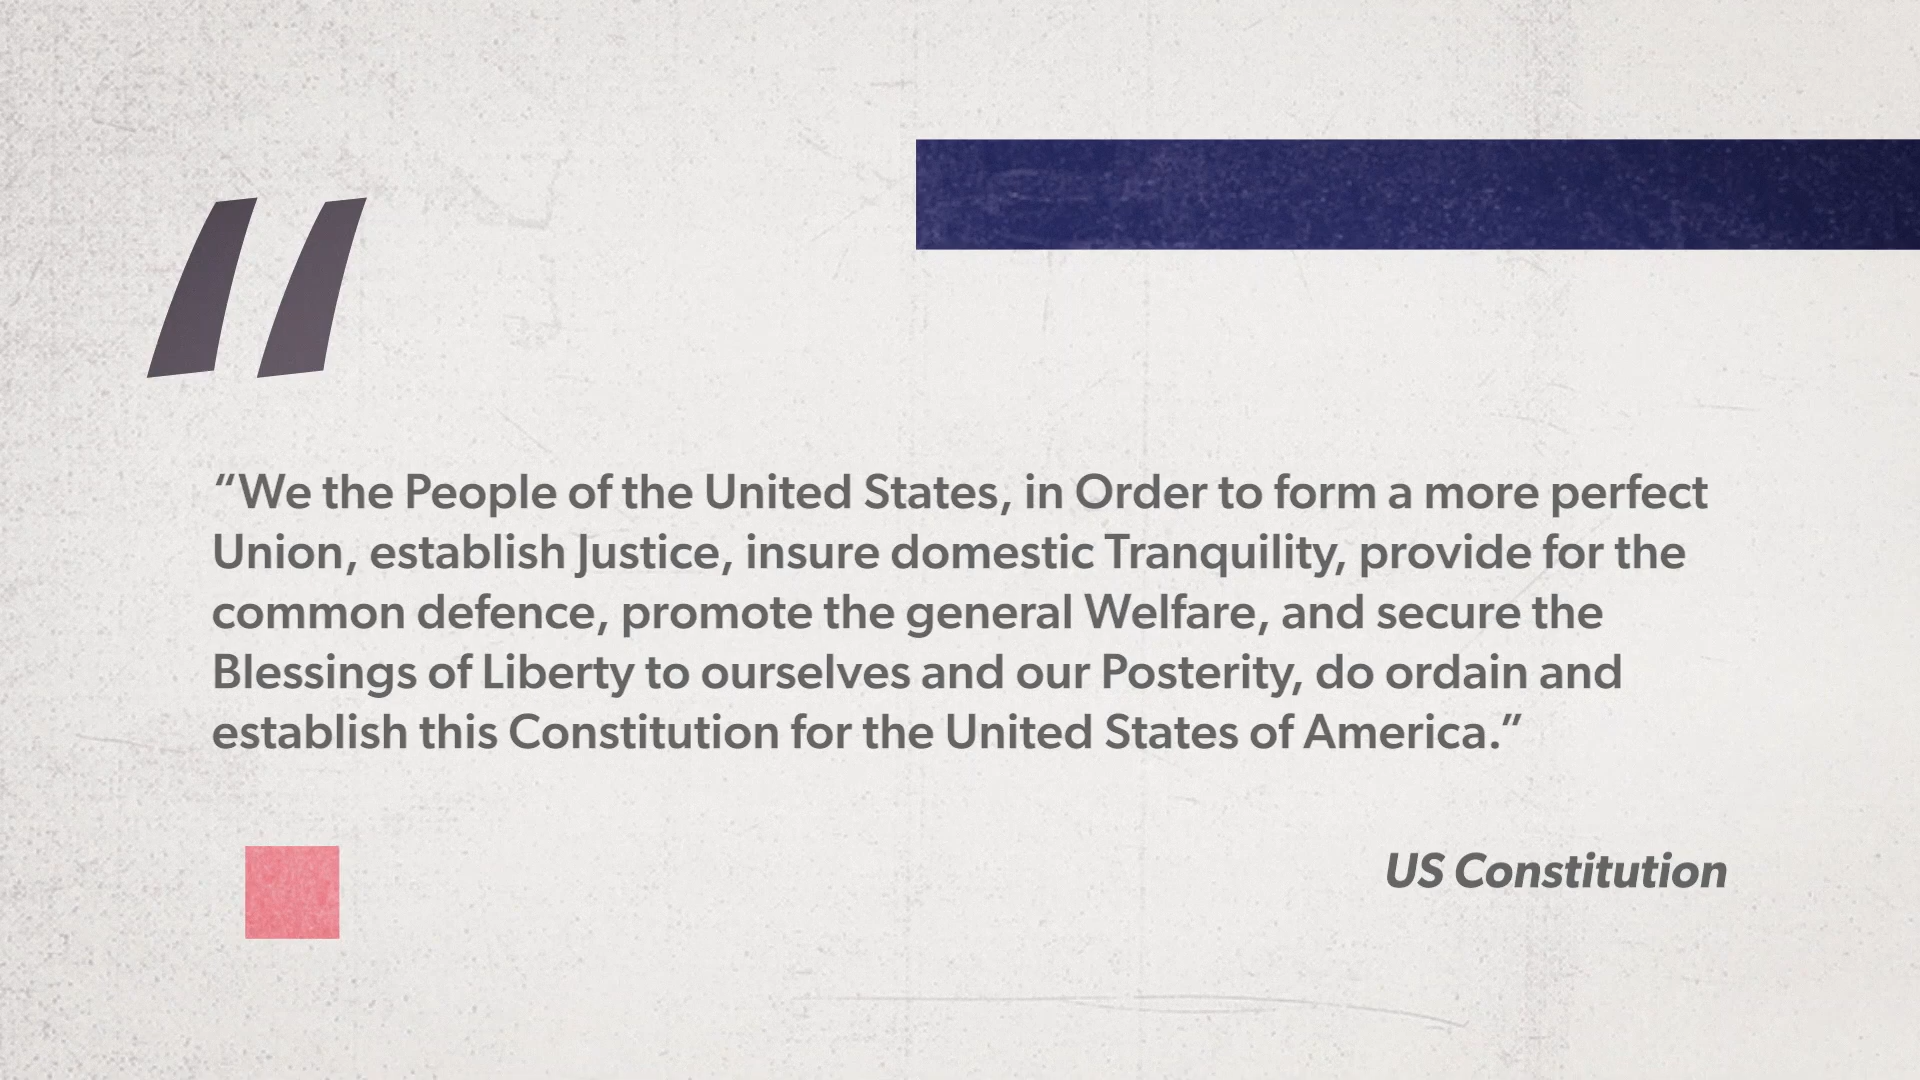 “We the People of the United States, in Order to form a more perfect
Union, establish Justice, insure domestic Tranquility, provide for the
common defence, promote the general Welfare, and secure the
Blessings of Liberty to ourselves and our Posterity, do ordain and
establish this Constitution for the United States of America.”
US Constitution